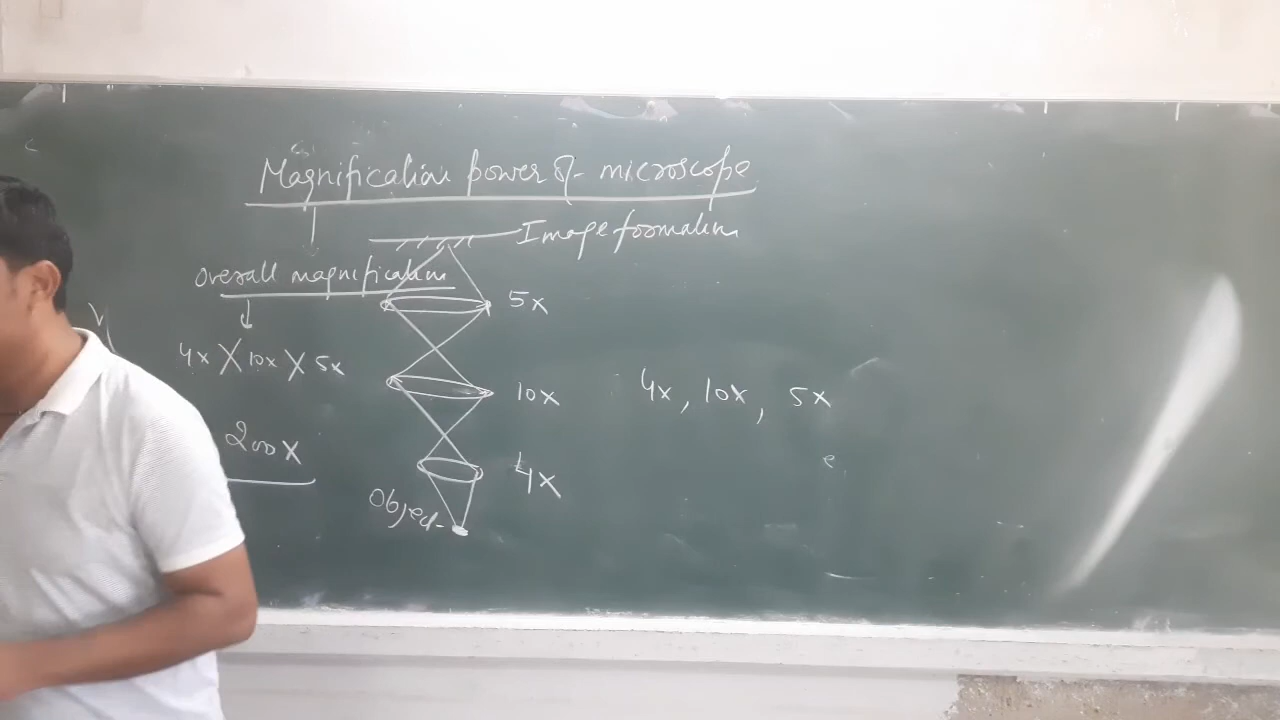 Magnification power of microscope
Image formation
Overall magnification
5x
4x X 10x X 5x
10x
4x, 10x, 5x
200X
4x
Object